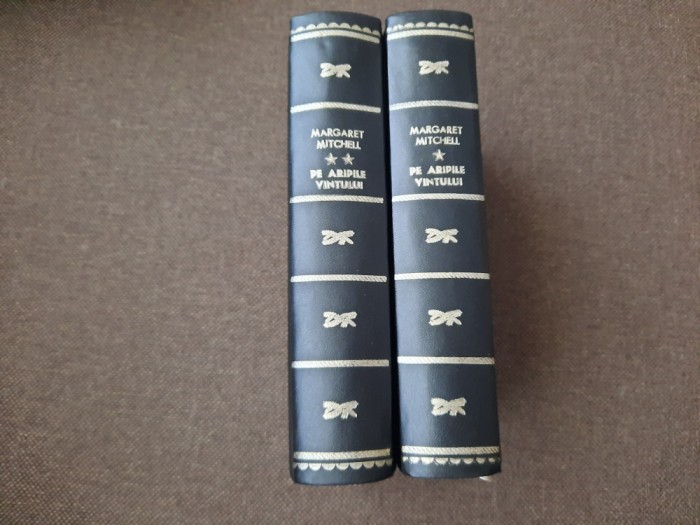 MARGARET
MITCHELL
★★
PE ARIPILE
VINTULUI
MARGARET
MITCHELL
★
PE ARIPILE
VINTULUI